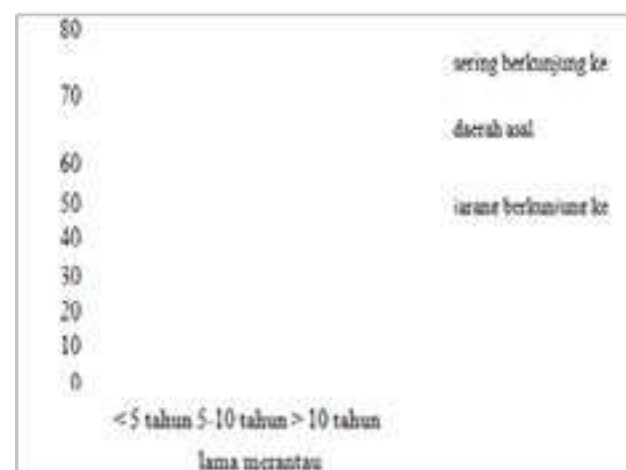 80
sering berkunjung ke
70
daerah asal
60
50
jarang berkunjung ke
40
30
20
10
0
< 5 tahun 5-10 tahun > 10 tahun
lama merantau